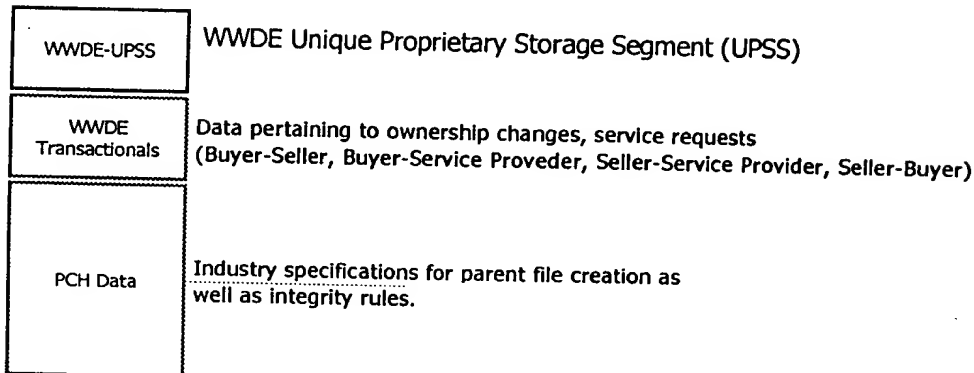 WWDE-UPSS
WWDE Unique Proprietary Storage Segment (UPSS)
WWDE
Transactionals
Data pertaining to ownership changes, service requests
(Buyer-Seller, Buyer-Service Proveder, Seller-Service Provider, Seller-Buyer)
PCH Data
Industry specifications for parent file creation as
well as integrity rules.